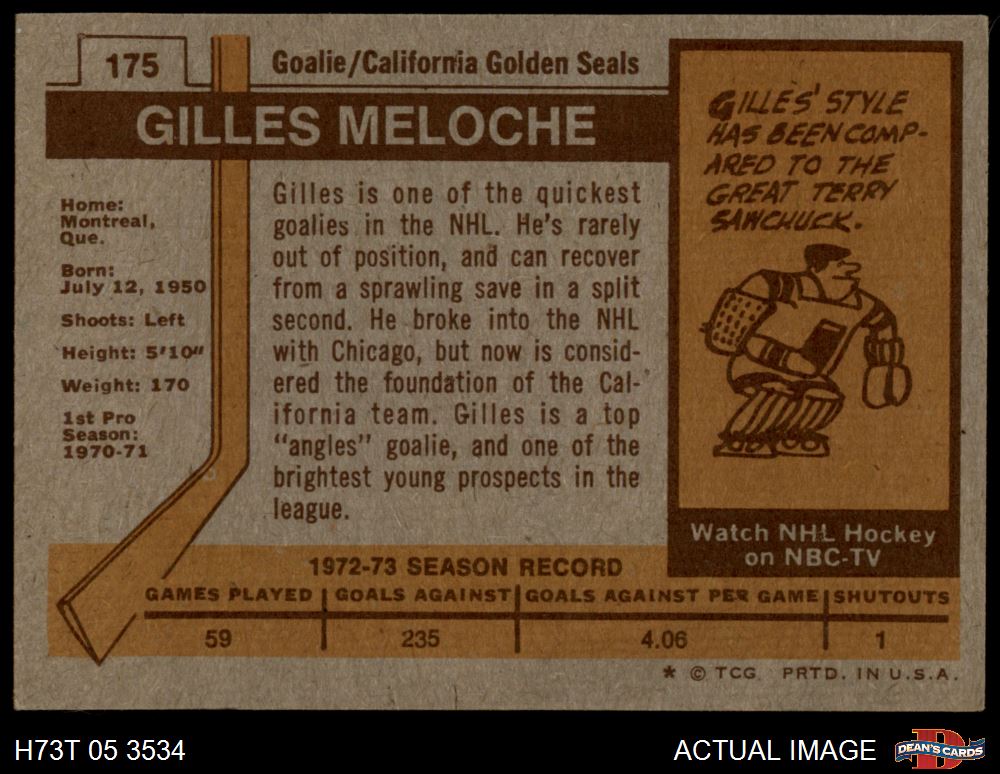 175
Goalie/California Golden Seals
GILLES MELOCHE
GILLES' STYLE
HAS BEEN COMP-
ARED TO THE
GREAT TERRY
SAWCHUCK.
Home:
Montreal,
Que.
Born:
July 12, 1950
Shoots: Left
Height: 5'10"
Weight: 170
1st Pro
Season:
1970-71
Gilles is one of the quickest
goalies in the NHL. He's rarely
out of position, and can recover
from a sprawling save in a split
second. He broke into the NHL
with Chicago, but now is consid-
ered the foundation of the Cal-
ifornia team. Gilles is a top
"angles" goalie, and one of the
brightest young prospects in the
league.
Watch NHL Hockey
on NBC-TV
1972-73 SEASON RECORD
GAMES PLAYED GOALS AGAINST GOALS AGAINST PER GAME SHUTOUTS
59 235 4.06 1
* © TCG PRTD. IN U.S.A.
H73T 05 3534
ACTUAL IMAGE
D
DEAN'S CARDS